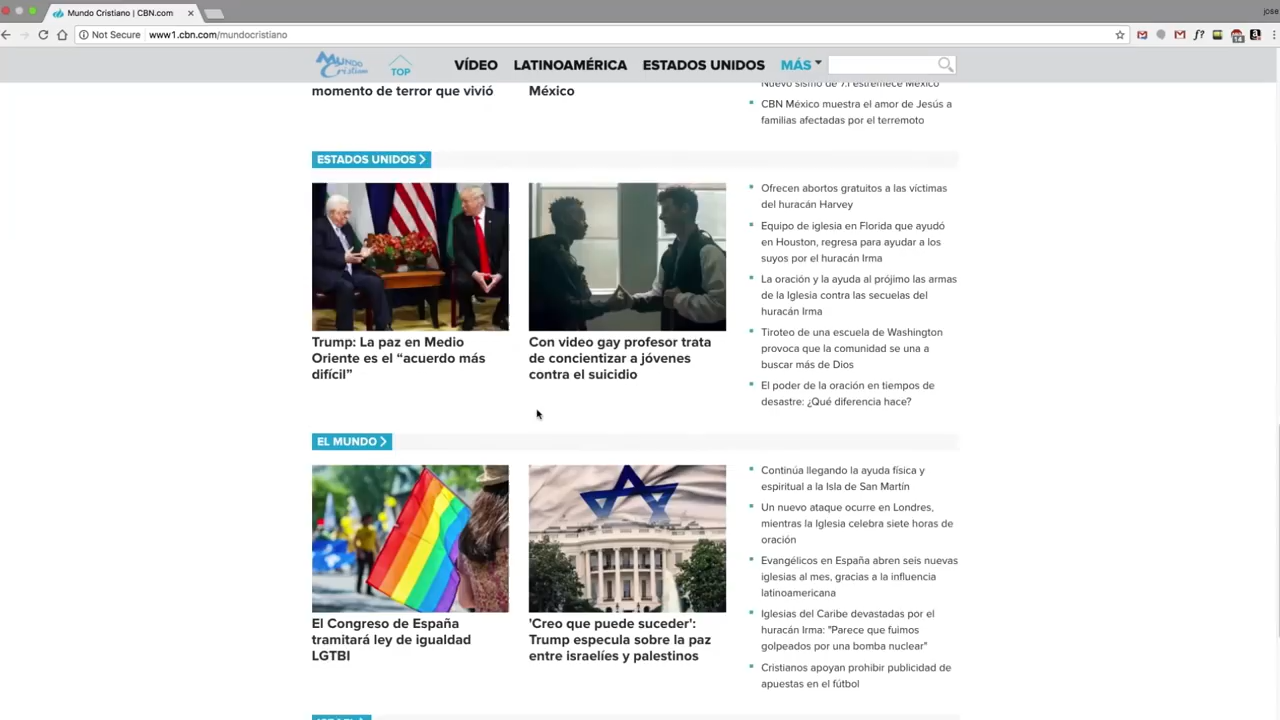 Mundo Cristiano | CBN.com
jose
Not Secure
www1.cbn.com/mundocristiano
f?
14
Mundo
Cristiano
TOP
VÍDEO
LATINOAMÉRICA
ESTADOS UNIDOS
MÁS
momento de terror que vivió
México
Nuevo sismo de 7.1 estremece México
CBN México muestra el amor de Jesús a
familias afectadas por el terremoto
ESTADOS UNIDOS
Trump: La paz en Medio
Oriente es el “acuerdo más
difícil”
Con video gay profesor trata
de concientizar a jóvenes
contra el suicidio
Ofrecen abortos gratuitos a las víctimas
del huracán Harvey
Equipo de iglesia en Florida que ayudó
en Houston, regresa para ayudar a los
suyos por el huracán Irma
La oración y la ayuda al prójimo las armas
de la Iglesia contra las secuelas del
huracán Irma
Tiroteo de una escuela de Washington
provoca que la comunidad se una a
buscar más de Dios
El poder de la oración en tiempos de
desastre: ¿Qué diferencia hace?
EL MUNDO
El Congreso de España
tramitará ley de igualdad
LGTBI
'Creo que puede suceder':
Trump especula sobre la paz
entre israelíes y palestinos
Continúa llegando la ayuda física y
espiritual a la Isla de San Martín
Un nuevo ataque ocurre en Londres,
mientras la Iglesia celebra siete horas de
oración
Evangélicos en España abren seis nuevas
iglesias al mes, gracias a la influencia
latinoamericana
Iglesias del Caribe devastadas por el
huracán Irma: "Parece que fuimos
golpeados por una bomba nuclear"
Cristianos apoyan prohibir publicidad de
apuestas en el fútbol